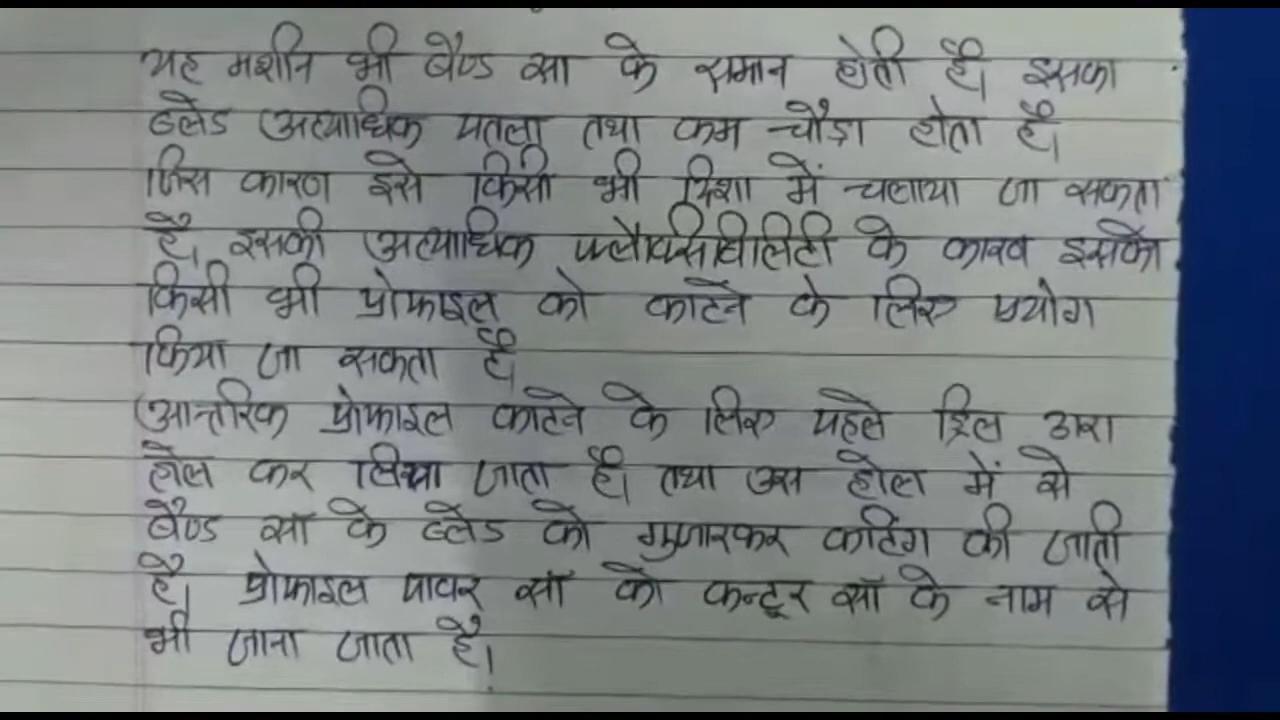 यह मशीन भी बैण्ड सा के समान होती है। इसका
ब्लेड अत्याधिक पतला तथा कम चौड़ा होता है।
जिस कारण इसे किसी भी दिशा में चलाया जा सकता
है। इसकी अत्याधिक फ्लैक्सिबिलिटी के कारण इसको
किसी भी प्रोफाइल को काटने के लिए प्रयोग
किया जा सकता है।
आन्तरिक प्रोफाइल काटने के लिए पहले ड्रिल द्वारा
होल कर लिया जाता है। तथा उस होल में से
बैण्ड सॉ के ब्लेड को गुजारकर कटिंग की जाती
है। प्रोफाइल पावर सॉ को कन्टूर सॉ के नाम से
भी जाना जाता है।